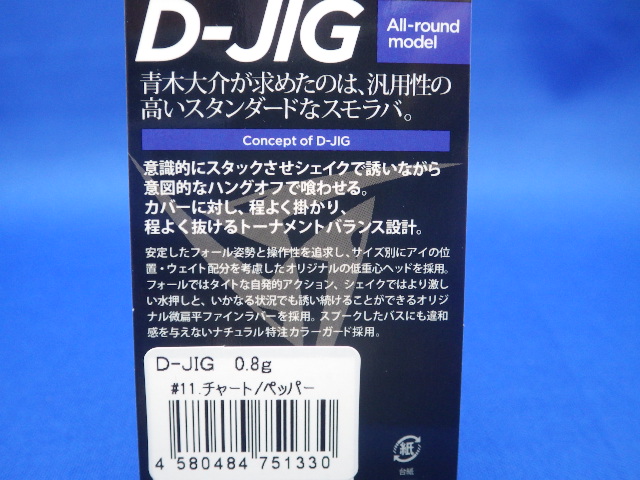 D-JIG
All-round
model
青木大介が求めたのは、汎用性の
高いスタンダードなスモラバ。
Concept of D-JIG
意識的にスタックさせシェイクで誘いながら
意図的なハングオフで喰わせる。
カバーに対し、程よく掛かり、
程よく抜けるトーナメントバランス設計。
安定したフォール姿勢と操作性を追求し、サイズ別にアイの位
置・ウェイト配分を考慮したオリジナルの低重心ヘッドを採用。
フォールではタイトな自発的アクション、シェイクではより激し
い水押しと、いかなる状況でも誘い続けることができるオリジ
ナル微扁平ファインラバーを採用。スプークしたバスにも違和
感を与えないナチュラル特注カラーガード採用。
D-JIG 0.8g
#11.チャート/ペッパー
4 580484 751330
紙
台紙